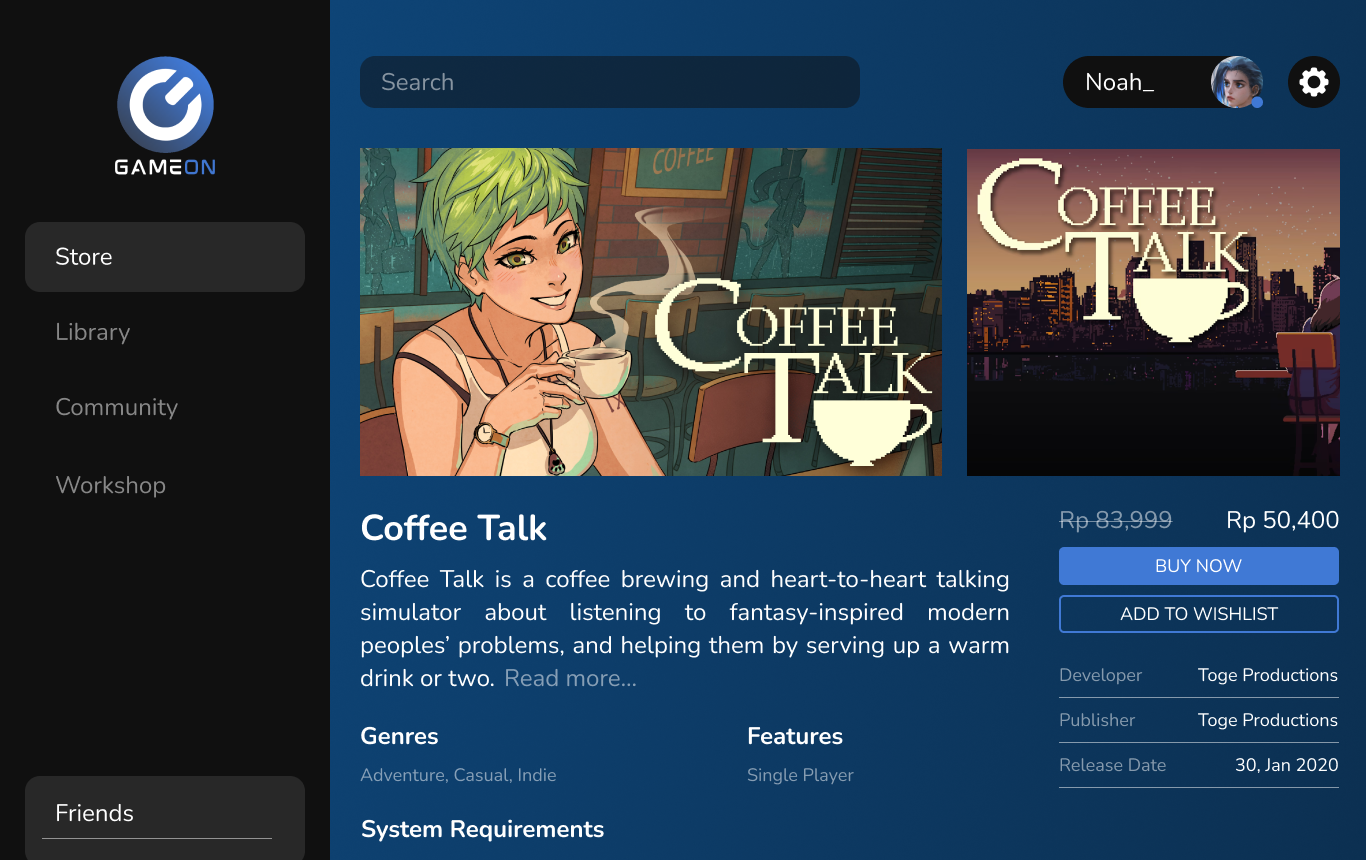 GAMEON
Store
Library
Community
Workshop
Friends
Search
Noah_
COFFEE
COFFEE
TALK
COFFEE
TALK
Coffee Talk
Coffee Talk is a coffee brewing and heart-to-heart talking
simulator about listening to fantasy-inspired modern
peoples’ problems, and helping them by serving up a warm
drink or two. Read more...
Genres
Adventure, Casual, Indie
Features
Single Player
System Requirements
Rp 83,999 Rp 50,400
BUY NOW
ADD TO WISHLIST
Developer Toge Productions
Publisher Toge Productions
Release Date 30, Jan 2020